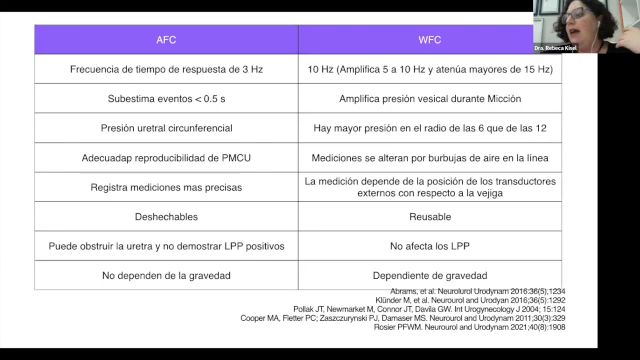 AFC
WFC
Frecuencia de tiempo de respuesta de 3 Hz
10 Hz (Amplifica 5 a 10 Hz y atenúa mayores de 15 Hz)
Subestima eventos < 0.5 s
Amplifica presión vesical durante Micción
Presión uretral circunferencial
Hay mayor presión en el radio de las 6 que de las 12
Adecuadap reproducibilidad de PMCU
Mediciones se alteran por burbujas de aire en la línea
Registra mediciones mas precisas
La medición depende de la posición de los transductores
externos con respecto a la vejiga
Deshechables
Reusable
Puede obstruir la uretra y no demostrar LPP positivos
No afecta los LPP
No dependen de la gravedad
Dependiente de gravedad
Abrams, et al. Neurolurol Urodynam 2016:36(5),1234
Klünder M, et al. Neurourol and Urodyan 2016;36(5):1292
Pollak JT, Newmarket M, Connor JT, Davila GW. Int Urogynecology J 2004; 15:124
Cooper MA, Fletter PC; Zaszczurynski PJ, Damaser MS. Neurourol and Urodynam 2011;30(3):329
Rosier PFWM. Neurourol and Urodynam 2021;40(8):1908
Dra. Rebeca Kisel